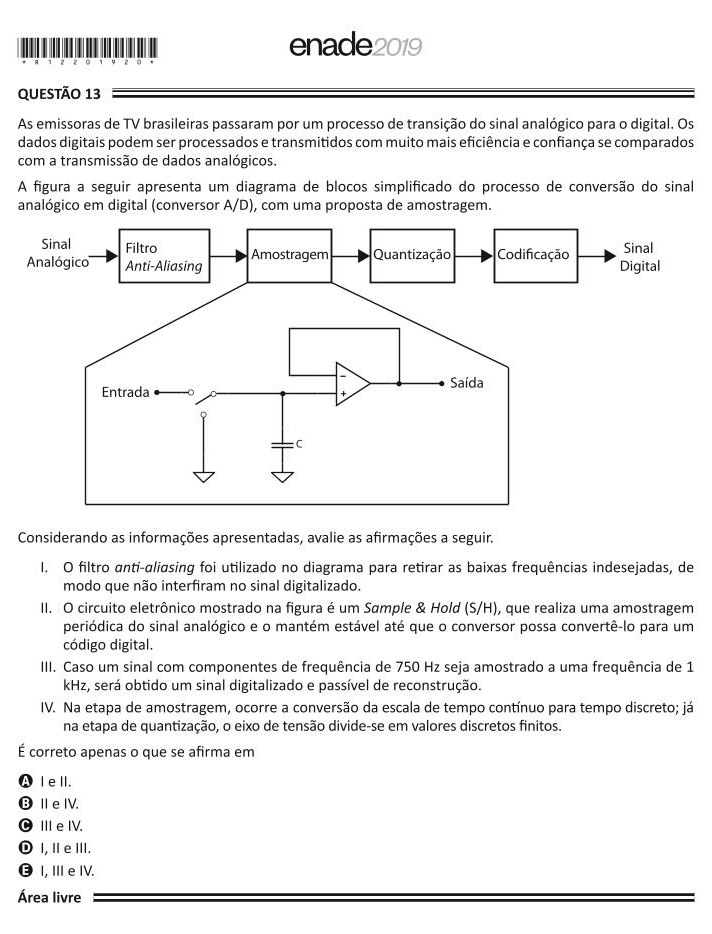 enade2019
* R 1 2 2 0 1 9 2 0 *
QUESTÃO 13
As emissoras de TV brasileiras passaram por um processo de transição do sinal analógico para o digital. Os
dados digitais podem ser processados e transmitidos com muito mais eficiência e confiança se comparados
com a transmissão de dados analógicos.
A figura a seguir apresenta um diagrama de blocos simplificado do processo de conversão do sinal
analógico em digital (conversor A/D), com uma proposta de amostragem.
Sinal
Analógico
Filtro
Anti-Aliasing
Amostragem
Quantização
Codificação
Sinal
Digital
Entrada
−
+
Saída
C
Considerando as informações apresentadas, avalie as afirmações a seguir.
I. O filtro anti-aliasing foi utilizado no diagrama para retirar as baixas frequências indesejadas, de
modo que não interfiram no sinal digitalizado.
II. O circuito eletrônico mostrado na figura é um Sample & Hold (S/H), que realiza uma amostragem
periódica do sinal analógico e o mantém estável até que o conversor possa convertê-lo para um
código digital.
III. Caso um sinal com componentes de frequência de 750 Hz seja amostrado a uma frequência de 1
kHz, será obtido um sinal digitalizado e passível de reconstrução.
IV. Na etapa de amostragem, ocorre a conversão da escala de tempo contínuo para tempo discreto; já
na etapa de quantização, o eixo de tensão divide-se em valores discretos finitos.
É correto apenas o que se afirma em
A I e II.
B II e IV.
C III e IV.
D I, II e III.
E I, III e IV.
Área livre